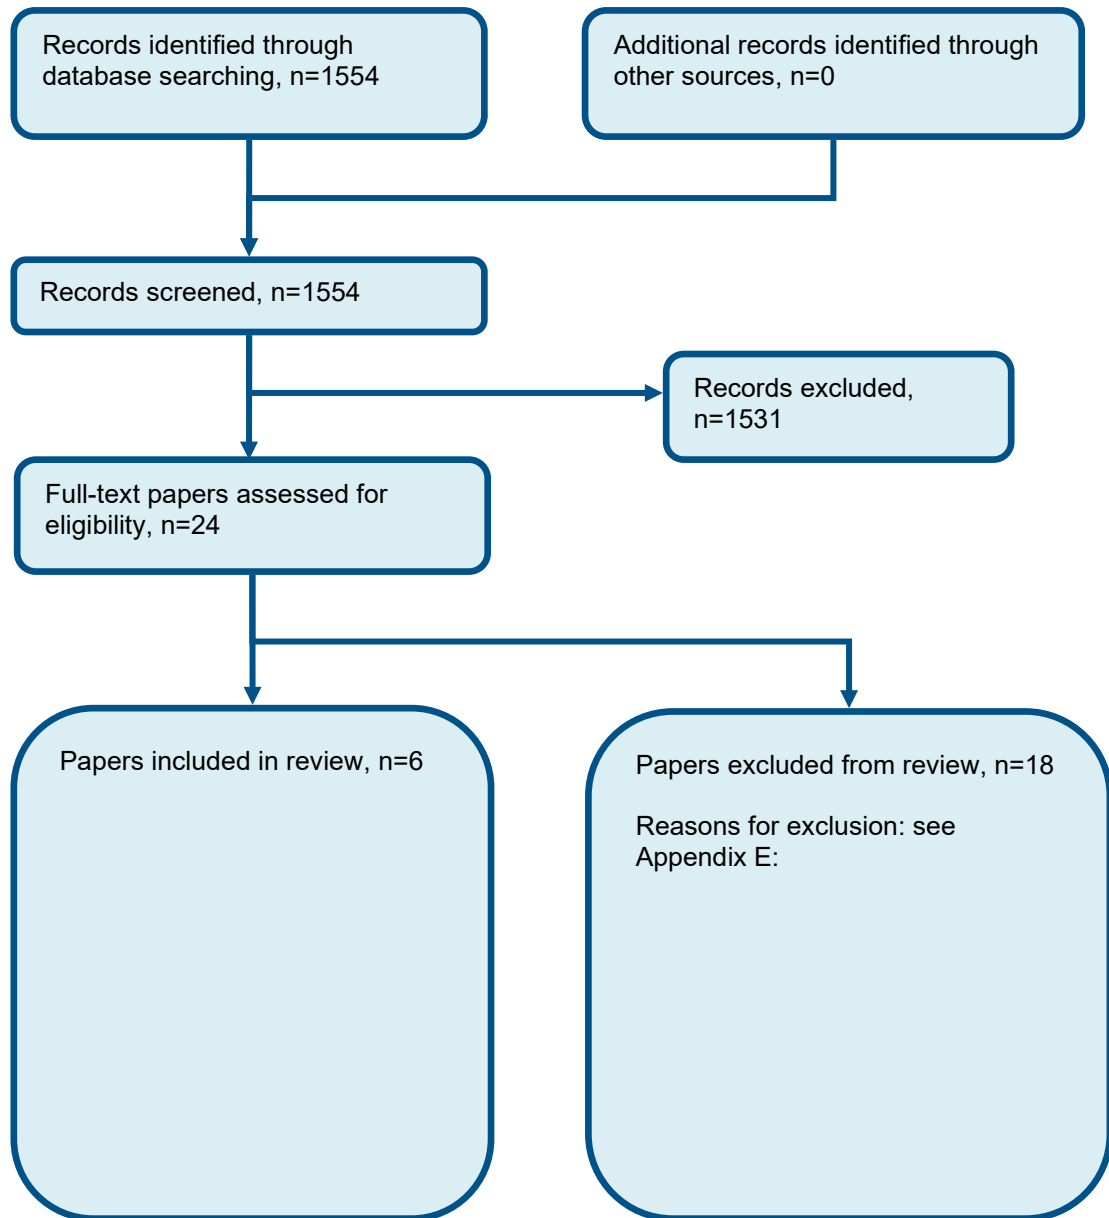 Records identified through
database searching, n=1554
Additional records identified through
other sources, n=0
Records screened, n=1554
Records excluded,
n=1531
Full-text papers assessed for
eligibility, n=24
Papers included in review, n=6
Papers excluded from review, n=18
Reasons for exclusion: see
Appendix E: